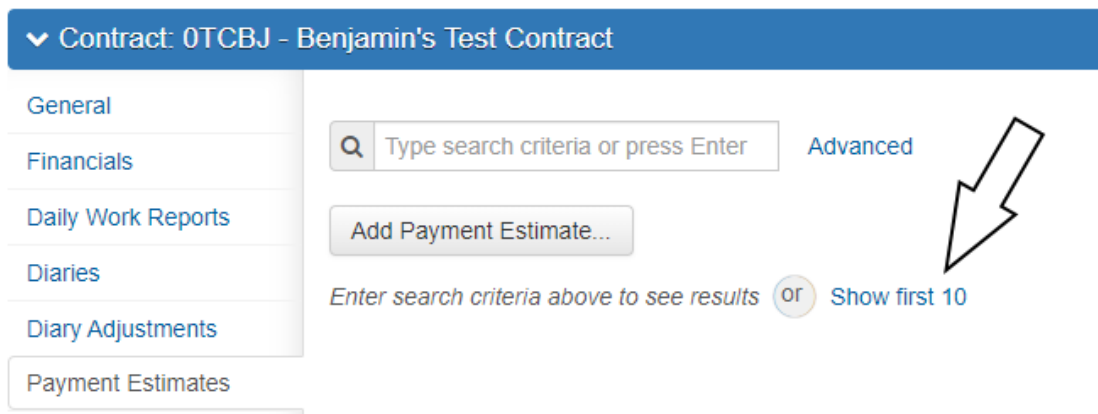 Contract: 0TCBJ - Benjamin's Test Contract
General
Financials
Daily Work Reports
Diaries
Diary Adjustments
Payment Estimates
Type search criteria or press Enter Advanced
Add Payment Estimate...
Enter search criteria above to see results or Show first 10